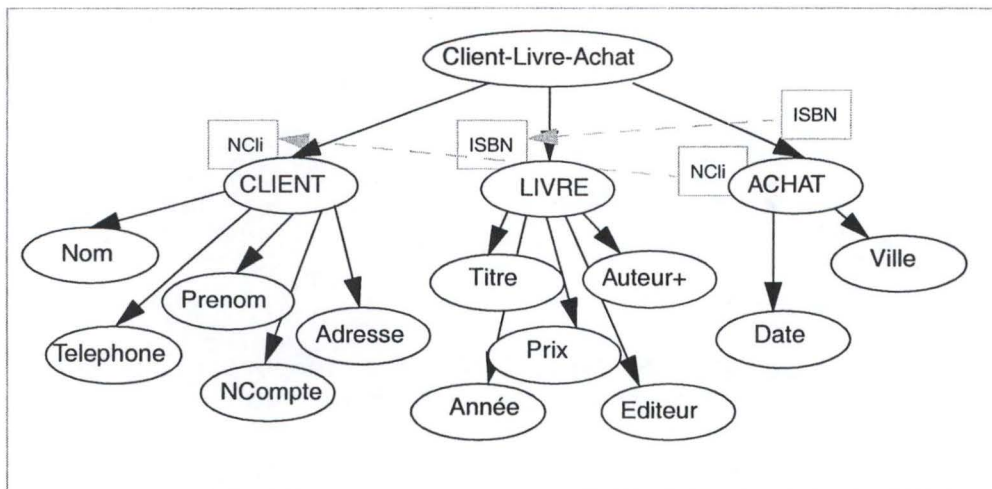 Client-Livre-Achat
NCli
ISBN
ISBN
NCli
CLIENT
LIVRE
ACHAT
Nom
Prenom
Telephone
NCompte
Adresse
Titre
Auteur+
Prix
Année
Editeur
Date
Ville